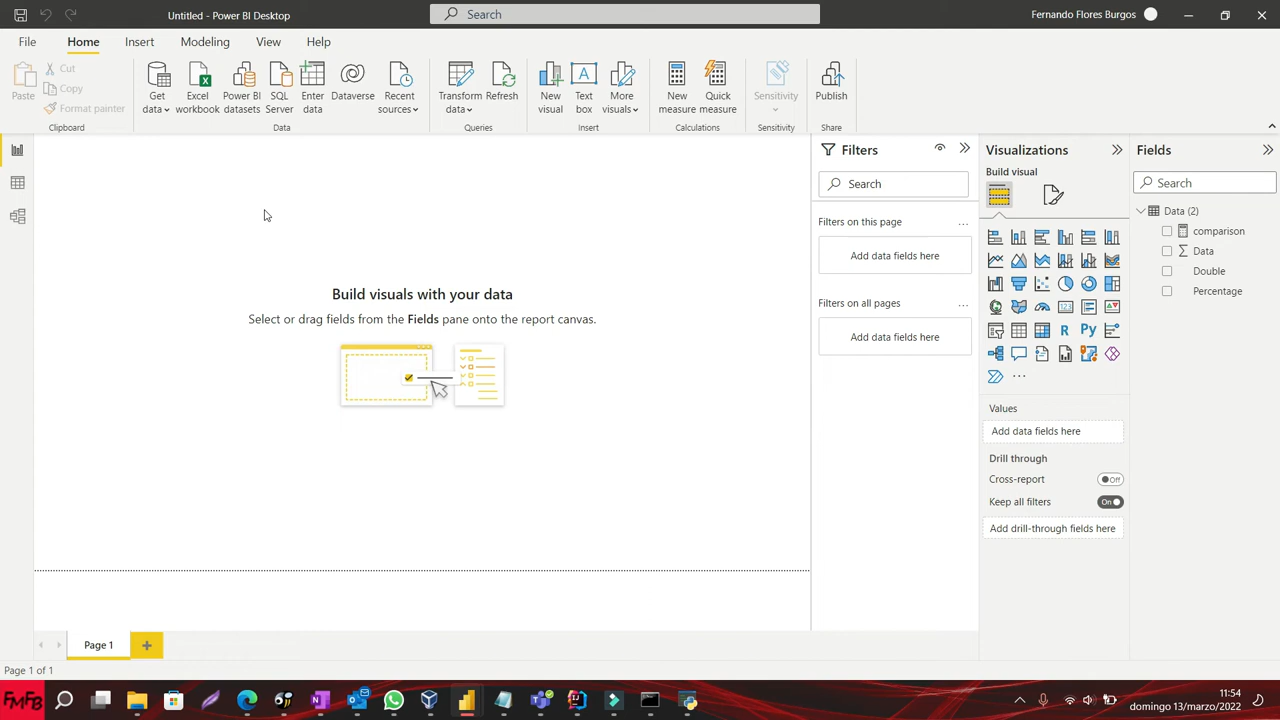 Untitled - Power BI Desktop
Search
Fernando Flores Burgos
File Home Insert Modeling View Help
Paste
Cut
Copy
Format painter
Clipboard
Get data
Excel workbook
Power BI datasets
SQL Server
Enter data
Dataverse
Recent sources
Data
Transform data
Refresh
Queries
New visual
Text box
More visuals
Insert
New measure
Quick measure
Calculations
Sensitivity
Sensitivity
Publish
Share
Build visuals with your data
Select or drag fields from the Fields pane onto the report canvas.
Filters
Search
Filters on this page
...
Add data fields here
Filters on all pages
...
Add data fields here
Visualizations
Build visual
123
R
Py
...
Values
Add data fields here
Drill through
Cross-report
Off
Keep all filters
On
Add drill-through fields here
Fields
Search
Data (2)
comparison
Data
Double
Percentage
Page 1
Page 1 of 1
FMFB
11:54
domingo 13/marzo/2022